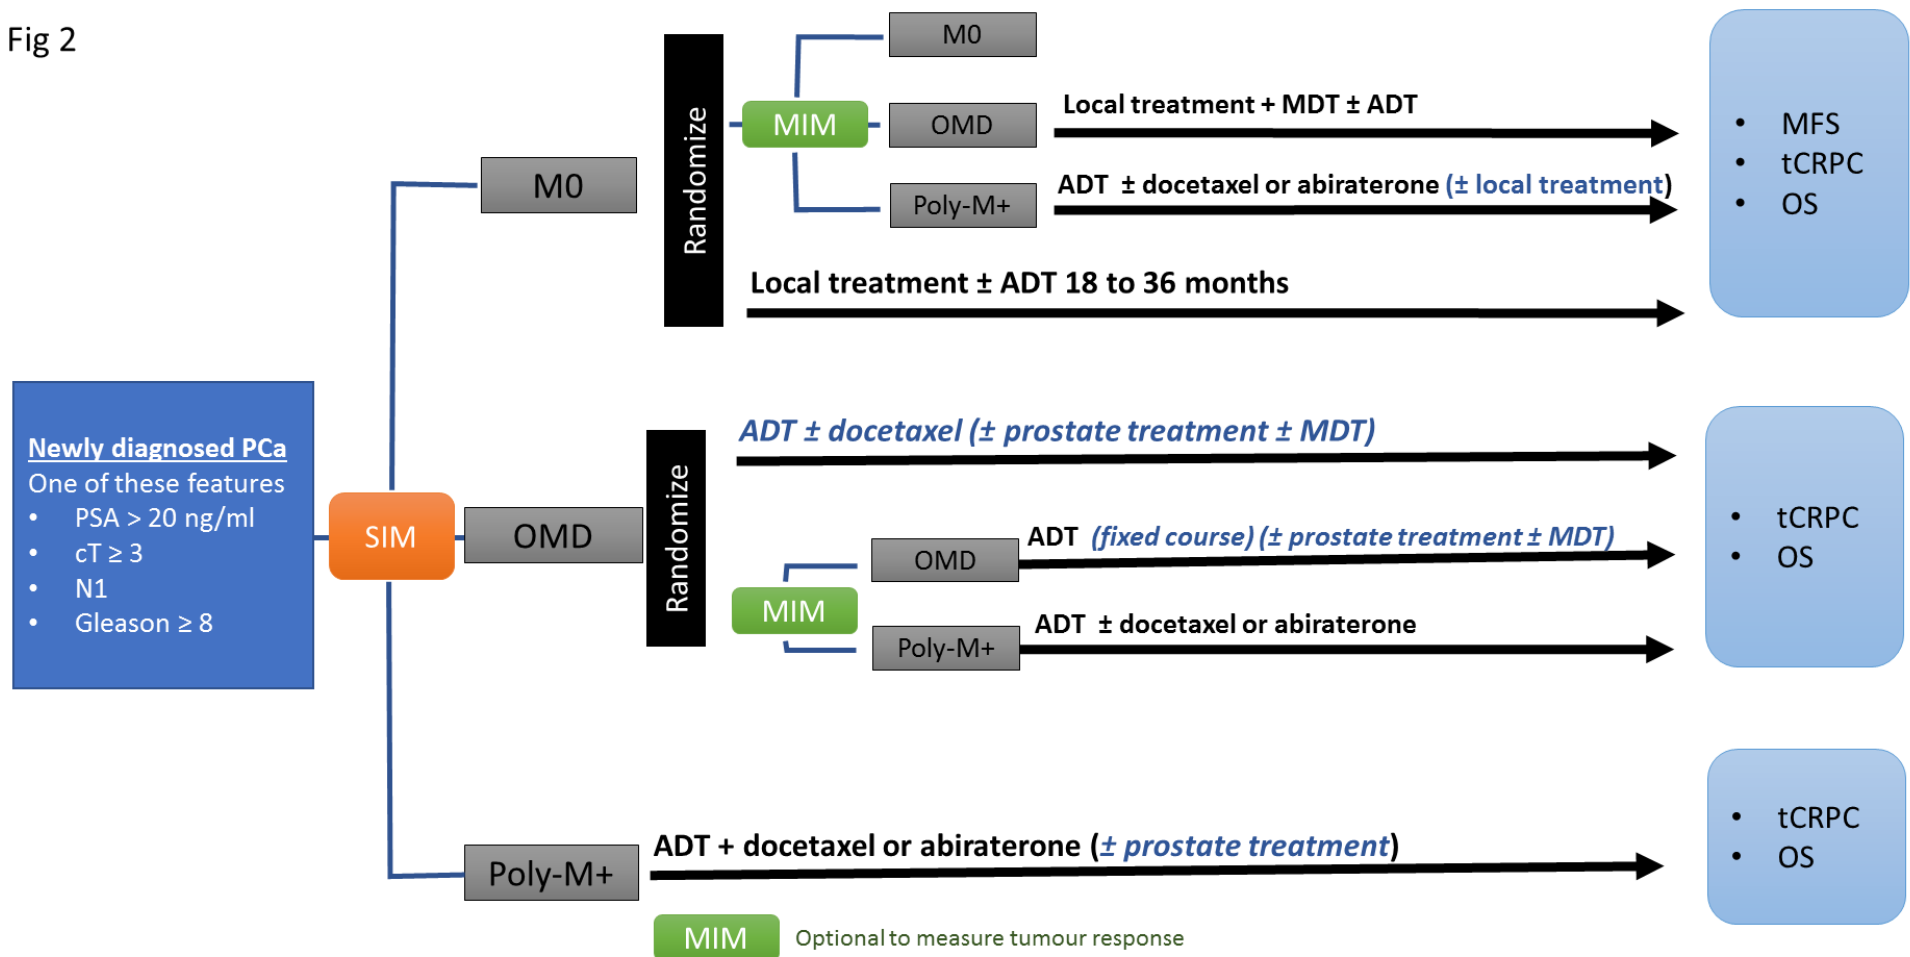 Fig 2
Newly diagnosed PCa
One of these features
• PSA > 20 ng/ml
• cT ≥ 3
• N1
• Gleason ≥ 8
SIM
M0
Randomize
MIM
M0
OMD
Local treatment + MDT ± ADT
Poly-M+
ADT ± docetaxel or abiraterone (± local treatment)
Local treatment ± ADT 18 to 36 months
• MFS
• tCRPC
• OS
OMD
Randomize
ADT ± docetaxel (± prostate treatment ± MDT)
MIM
OMD
ADT (fixed course) (± prostate treatment ± MDT)
Poly-M+
ADT ± docetaxel or abiraterone
• tCRPC
• OS
Poly-M+
ADT + docetaxel or abiraterone (± prostate treatment)
• tCRPC
• OS
MIM
Optional to measure tumour response